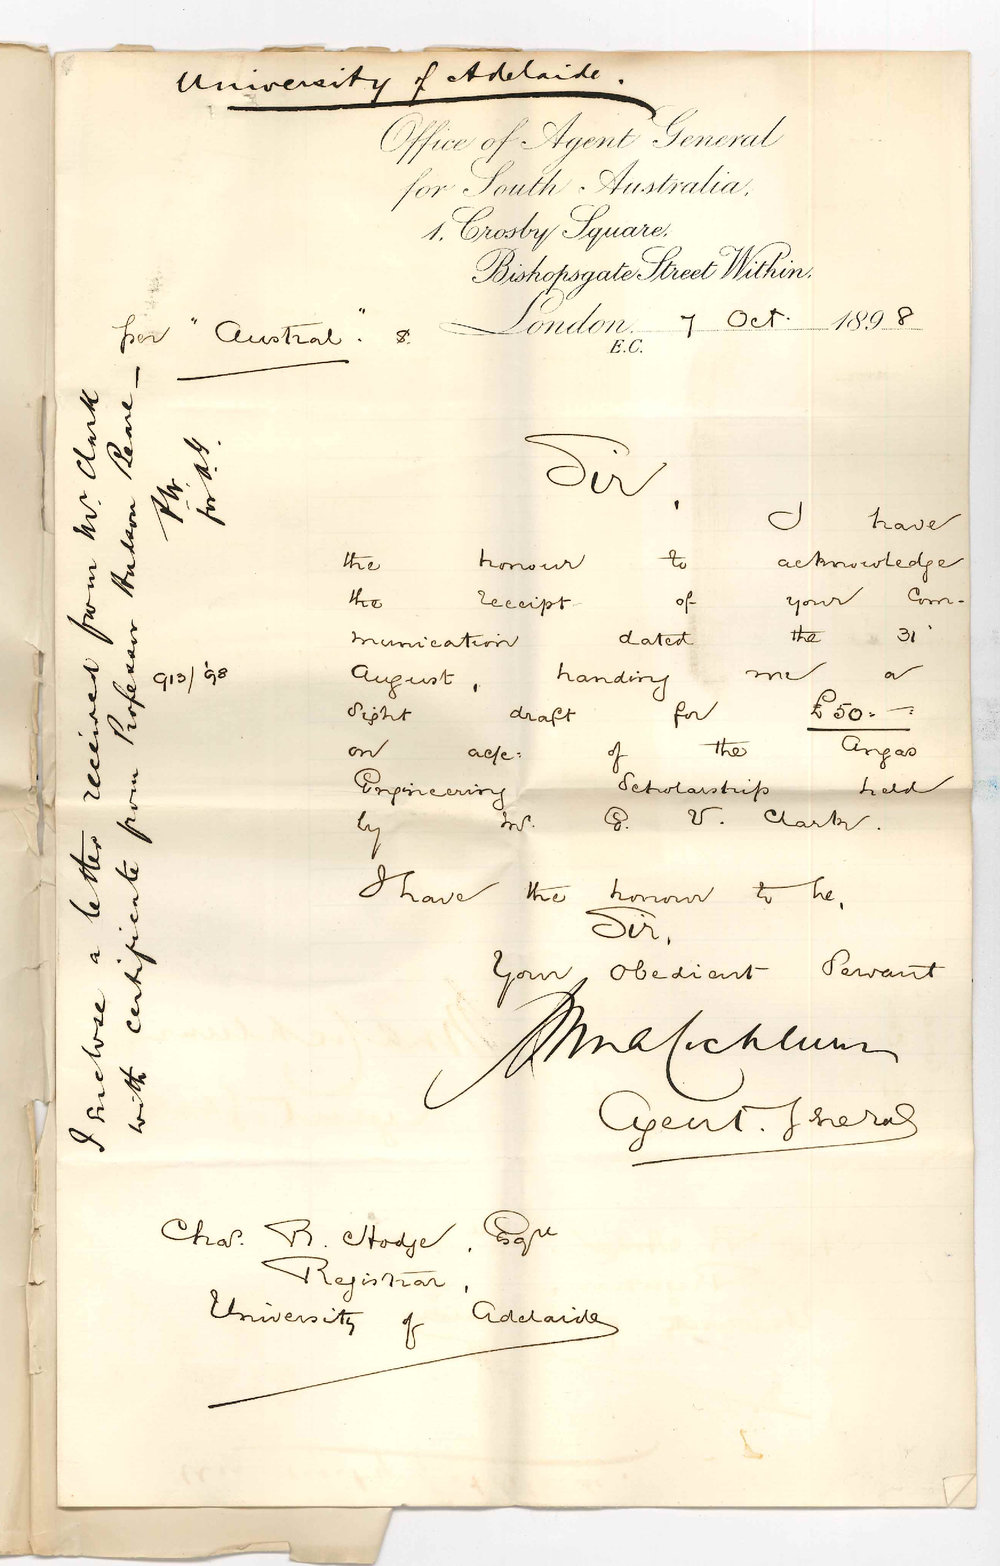 University of Adelaide.
Office of Agent General
for South Australia,
1, Crosby Square,
Bishopsgate Street Within,
London, 7 Oct. 1898
E.C.
per "Austral".
Sir,
I have
the honour to acknowledge
the receipt of your Com-
munication dated the 31
August, handing me a
913/98
sight draft for £50:-:
on a/c: of the Angas
Engineering Scholarship held
by Mr. E. V. Clark.
I have the honour to be,
Sir,
Your Obedient Servant
Agent. General
Chas. R. Hodge, Esqre
Registrar,
University of Adelaide
I enclose a letter received from Mr. Clark
with certificate from Professor Hudson Beare—
for A.G.